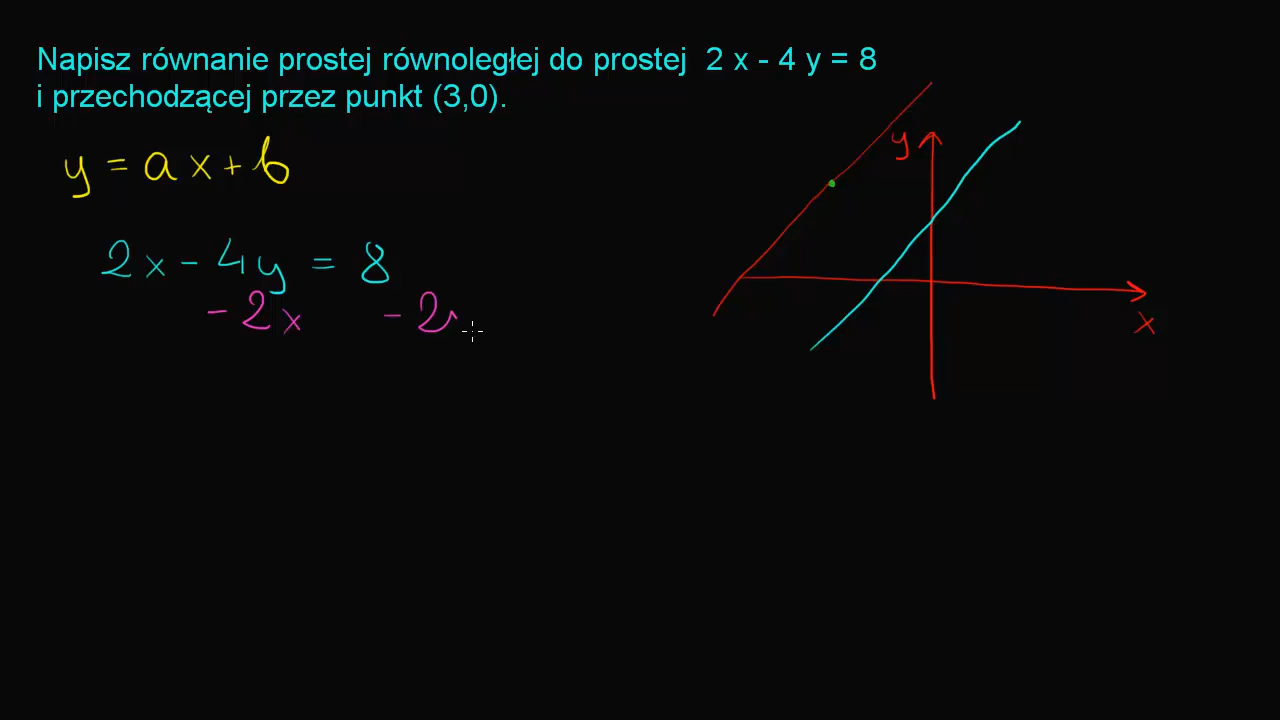 Napisz równanie prostej równoległej do prostej 2 x - 4 y = 8
i przechodzącej przez punkt (3,0).
y = ax + b
2x - 4y = 8
- 2x - 2
y
x